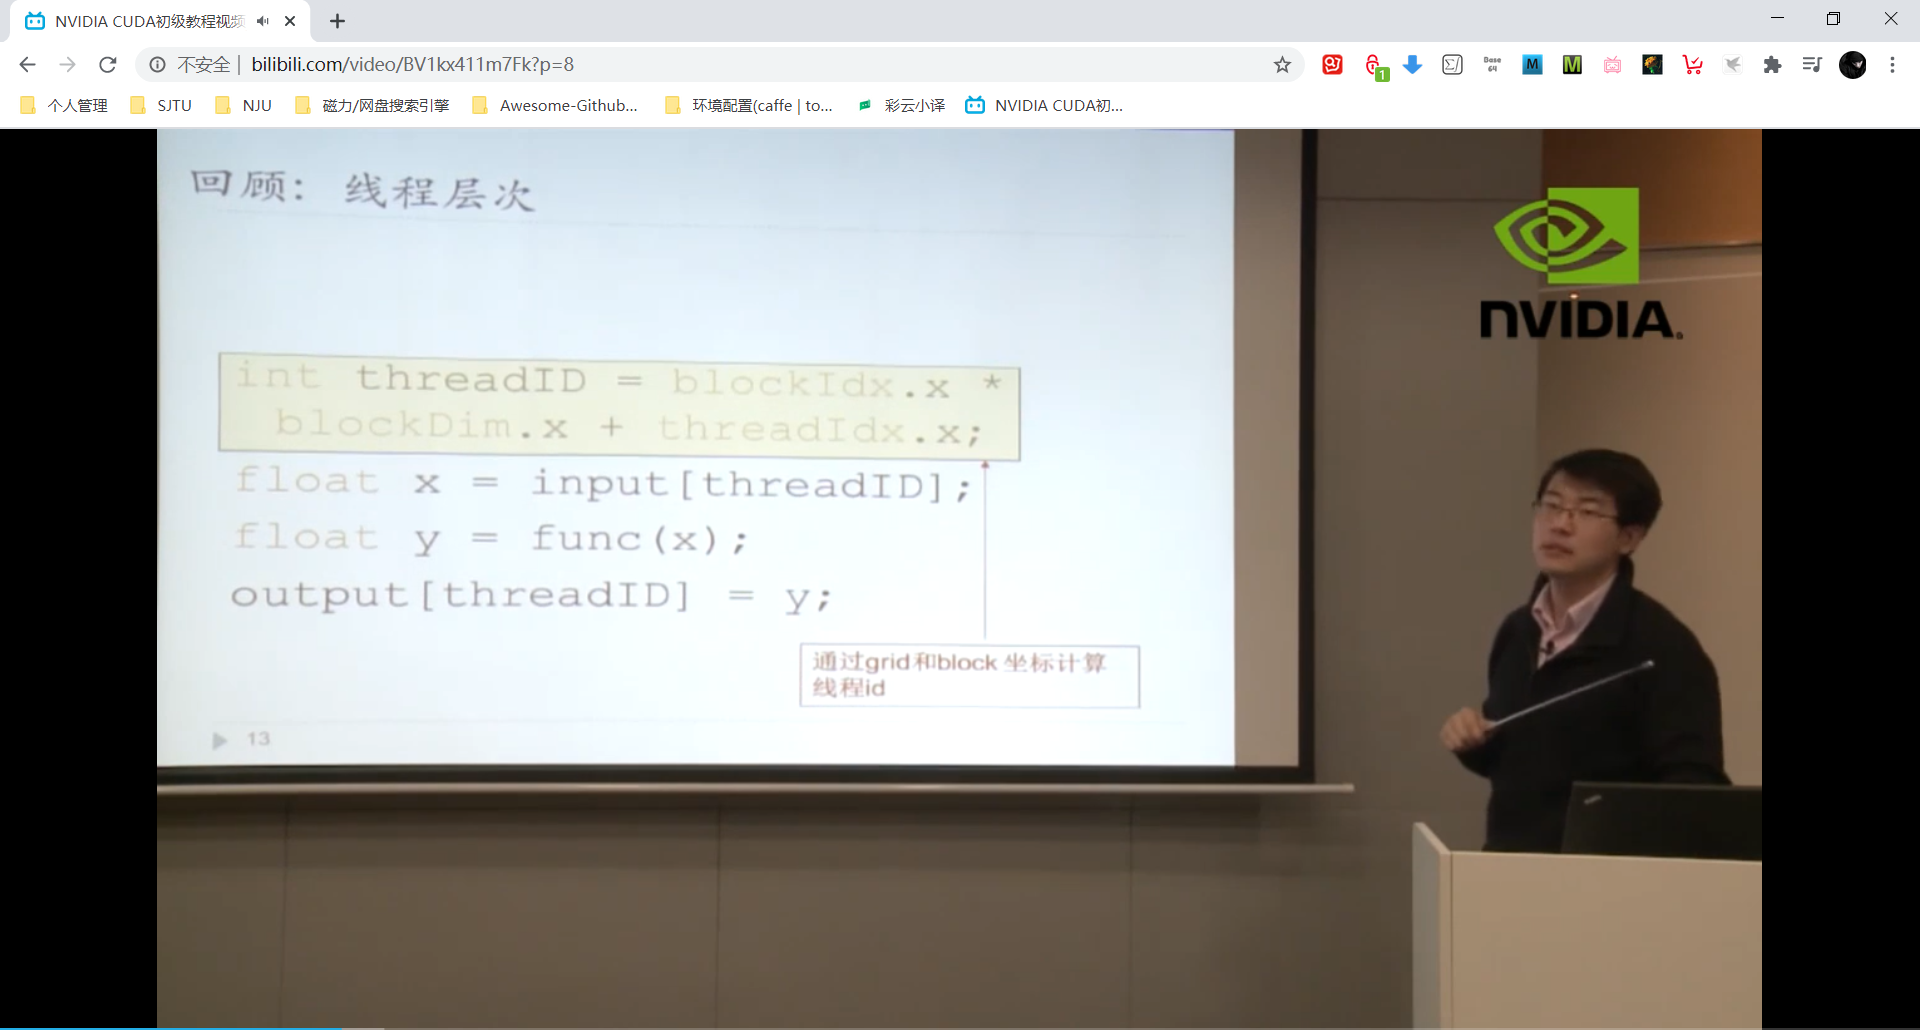 NVIDIA CUDA初级教程视频
不安全 | bilibili.com/video/BV1kx411m7Fk?p=8
1
Base
64
M
M
个人管理
SJTU
NJU
磁力/网盘搜索引擎
Awesome-Github...
环境配置(caffe | to...
彩云小译
NVIDIA CUDA初...
回顾: 线程层次
NVIDIA.
int threadID = blockIdx.x *
blockDim.x + threadIdx.x;
float x = input[threadID];
float y = func(x);
output[threadID] = y;
通过grid和block 坐标计算
线程id
13